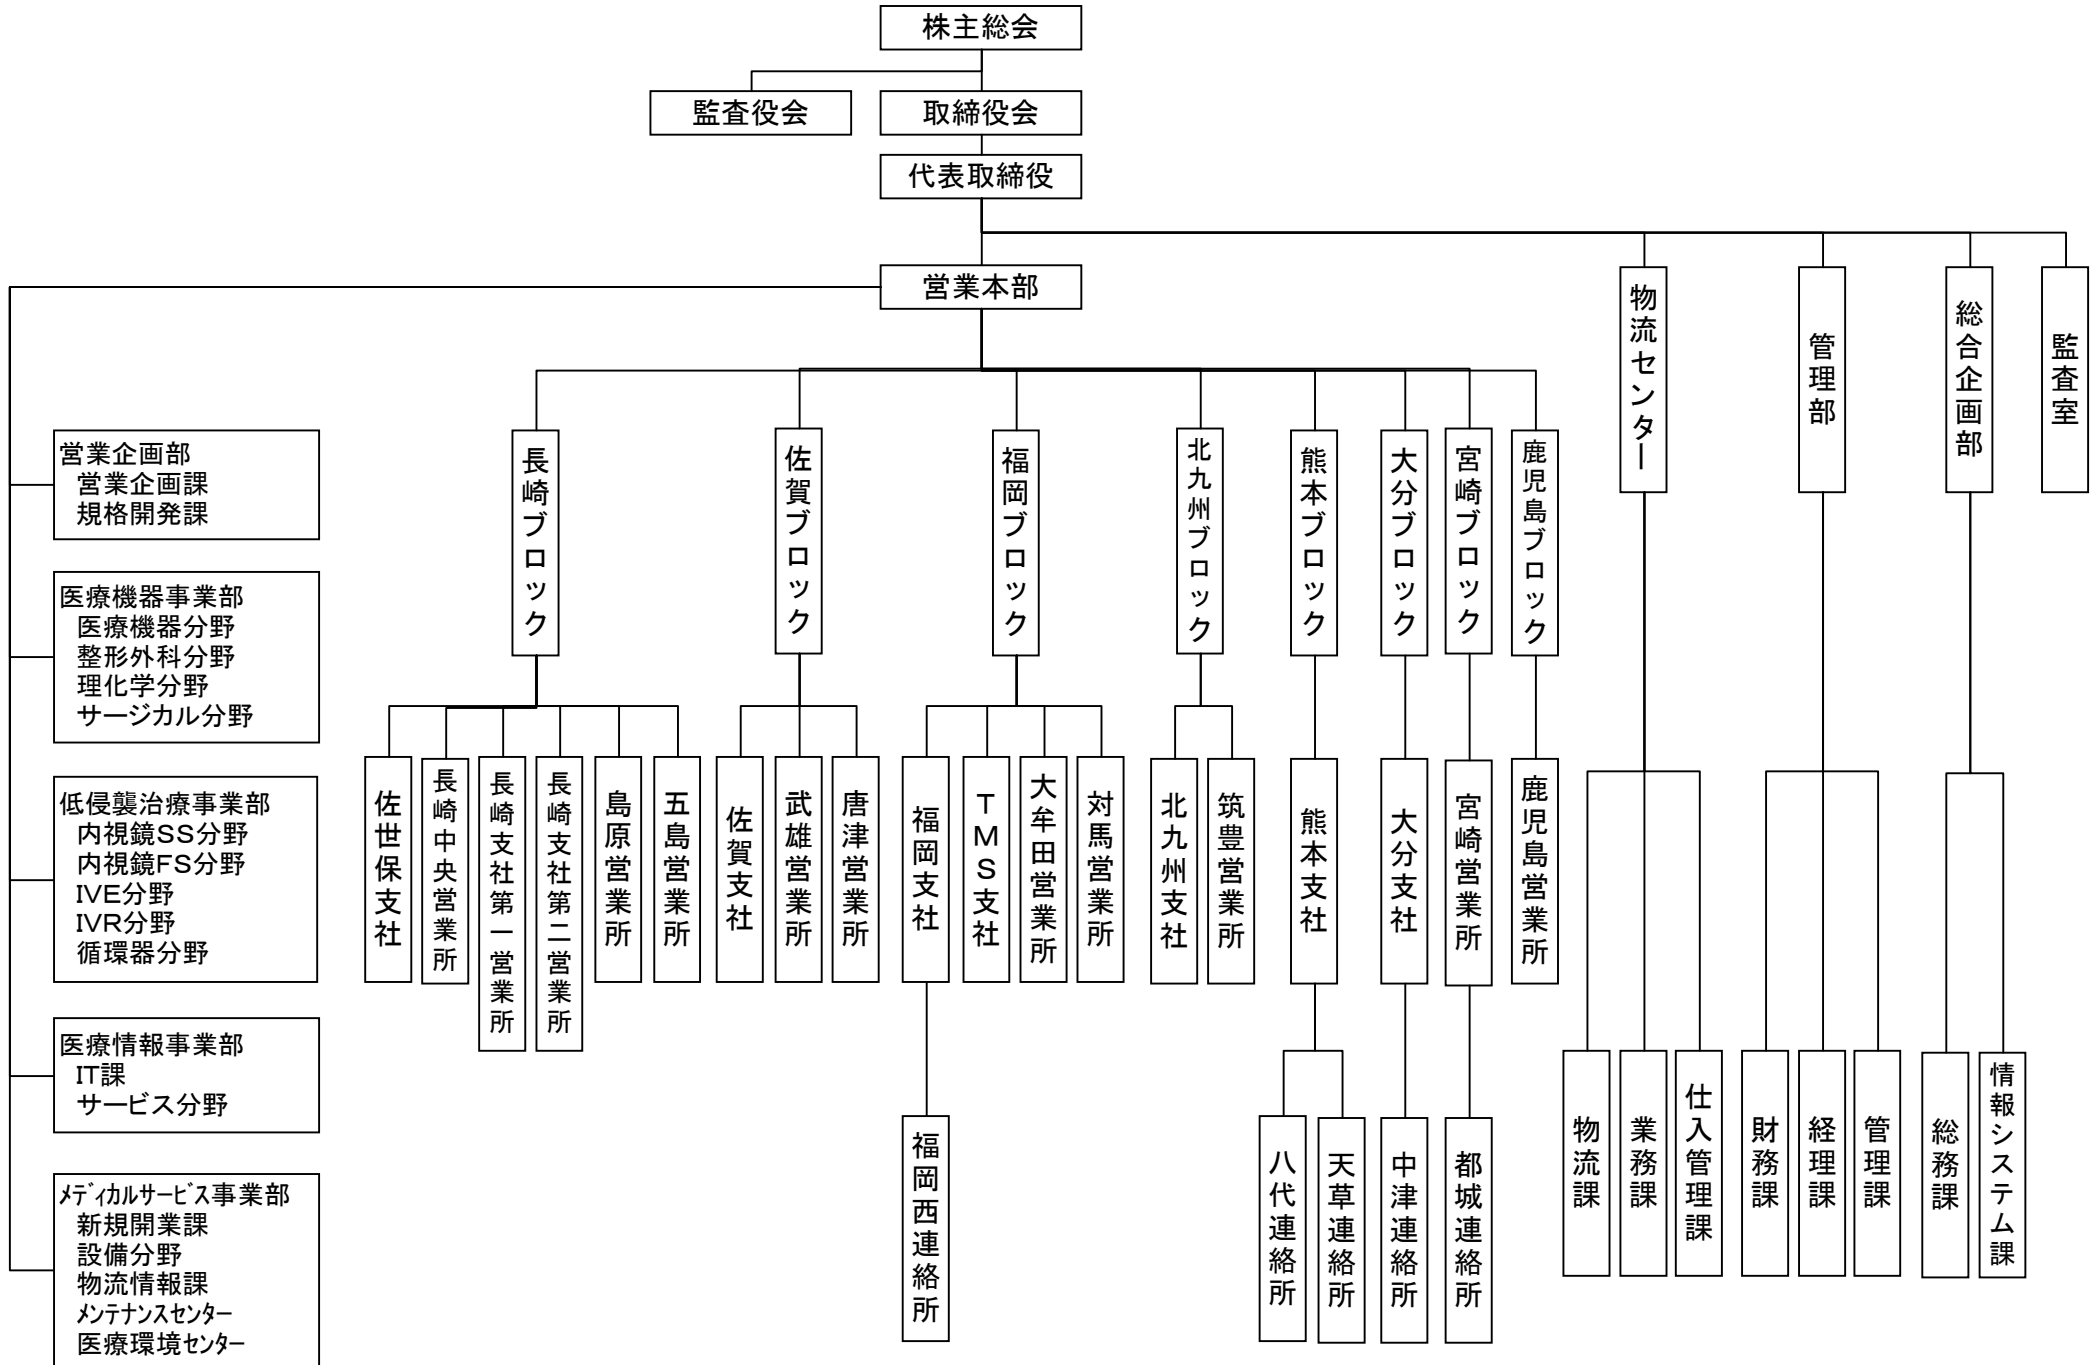 株主総会
監査役会
取締役会
代表取締役
営業本部
物流センター
管理部
総合企画部
監査室
営業企画部
営業企画課
規格開発課
医療機器事業部
医療機器分野
整形外科分野
理化学分野
サージカル分野
低侵襲治療事業部
内視鏡SS分野
内視鏡FS分野
IVE分野
IVR分野
循環器分野
医療情報事業部
IT課
サービス分野
ﾒﾃﾞｨｶﾙｻｰﾋﾞｽ事業部
新規開業課
設備分野
物流情報課
ﾒﾝﾃﾅﾝｽｾﾝﾀｰ
医療環境ｾﾝﾀｰ
長崎ブロック
佐賀ブロック
福岡ブロック
北九州ブロック
熊本ブロック
大分ブロック
宮崎ブロック
鹿児島ブロック
佐世保支社
長崎中央営業所
長崎支社第一営業所
長崎支社第二営業所
島原営業所
五島営業所
佐賀支社
武雄営業所
唐津営業所
福岡支社
TMS支社
大牟田営業所
対馬営業所
北九州支社
筑豊営業所
熊本支社
大分支社
宮崎営業所
鹿児島営業所
福岡西連絡所
八代連絡所
天草連絡所
中津連絡所
都城連絡所
物流課
業務課
仕入管理課
財務課
経理課
管理課
総務課
情報システム課